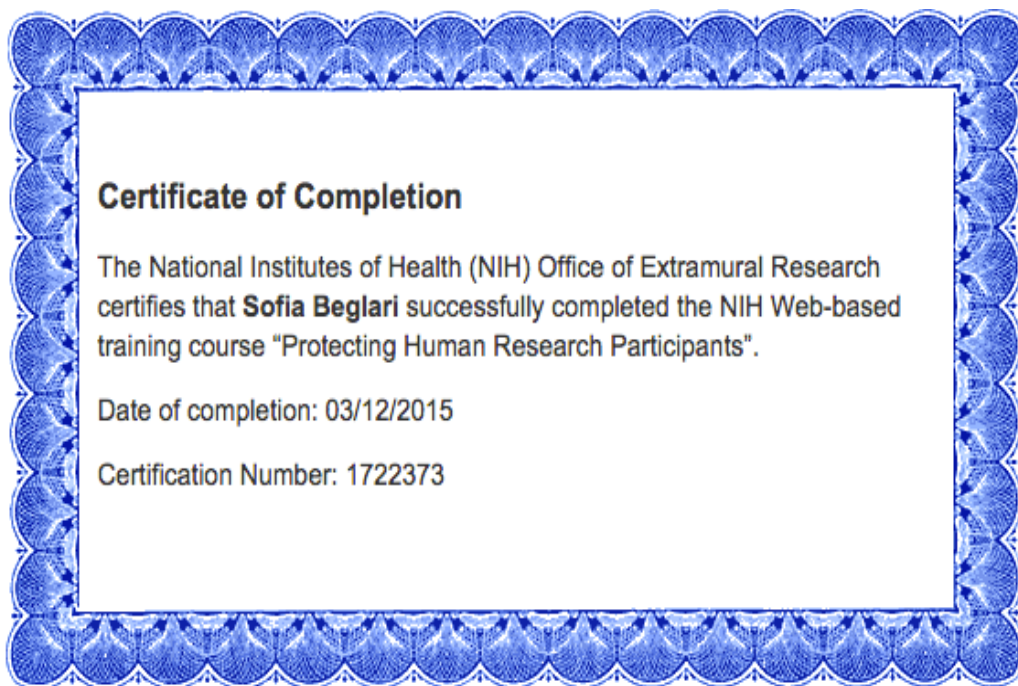 Certificate of Completion
The National Institutes of Health (NIH) Office of Extramural Research
certifies that Sofia Beglari successfully completed the NIH Web-based
training course “Protecting Human Research Participants”.
Date of completion: 03/12/2015
Certification Number: 1722373